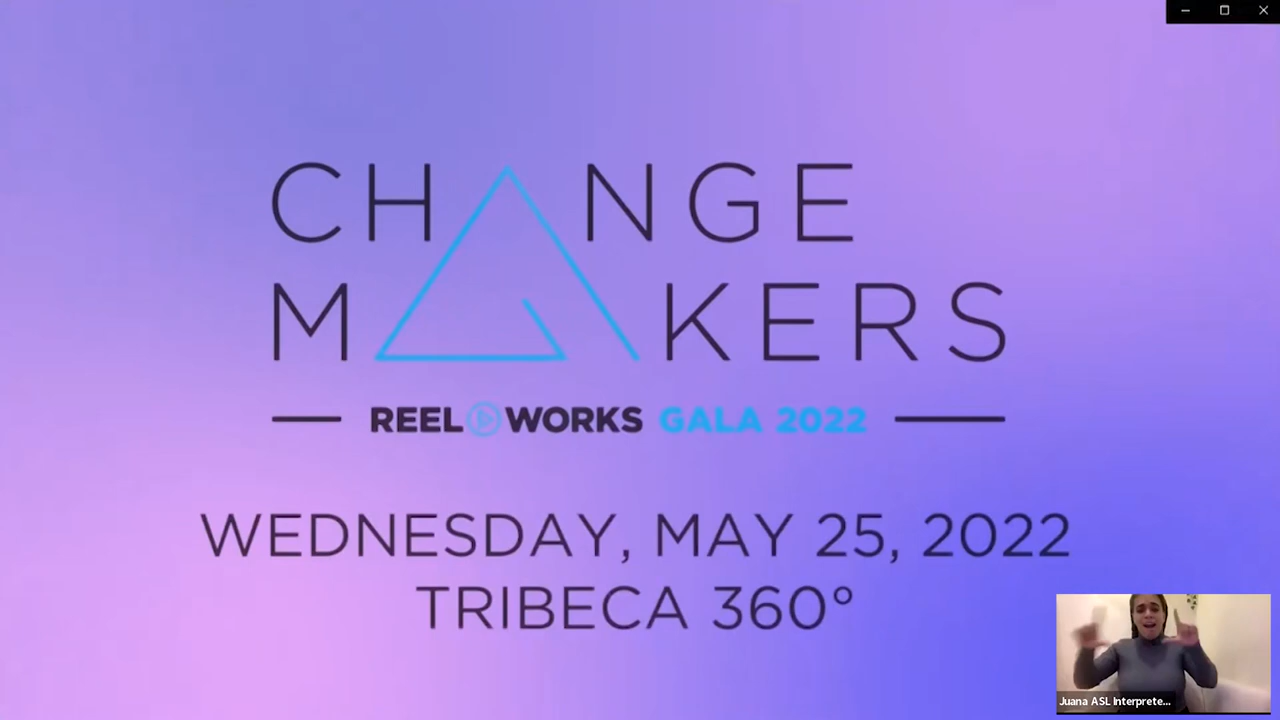 CHANGE
MAKERS
REEL WORKS GALA 2022
WEDNESDAY, MAY 25, 2022
TRIBECA 360°
Juana ASL Interprete...